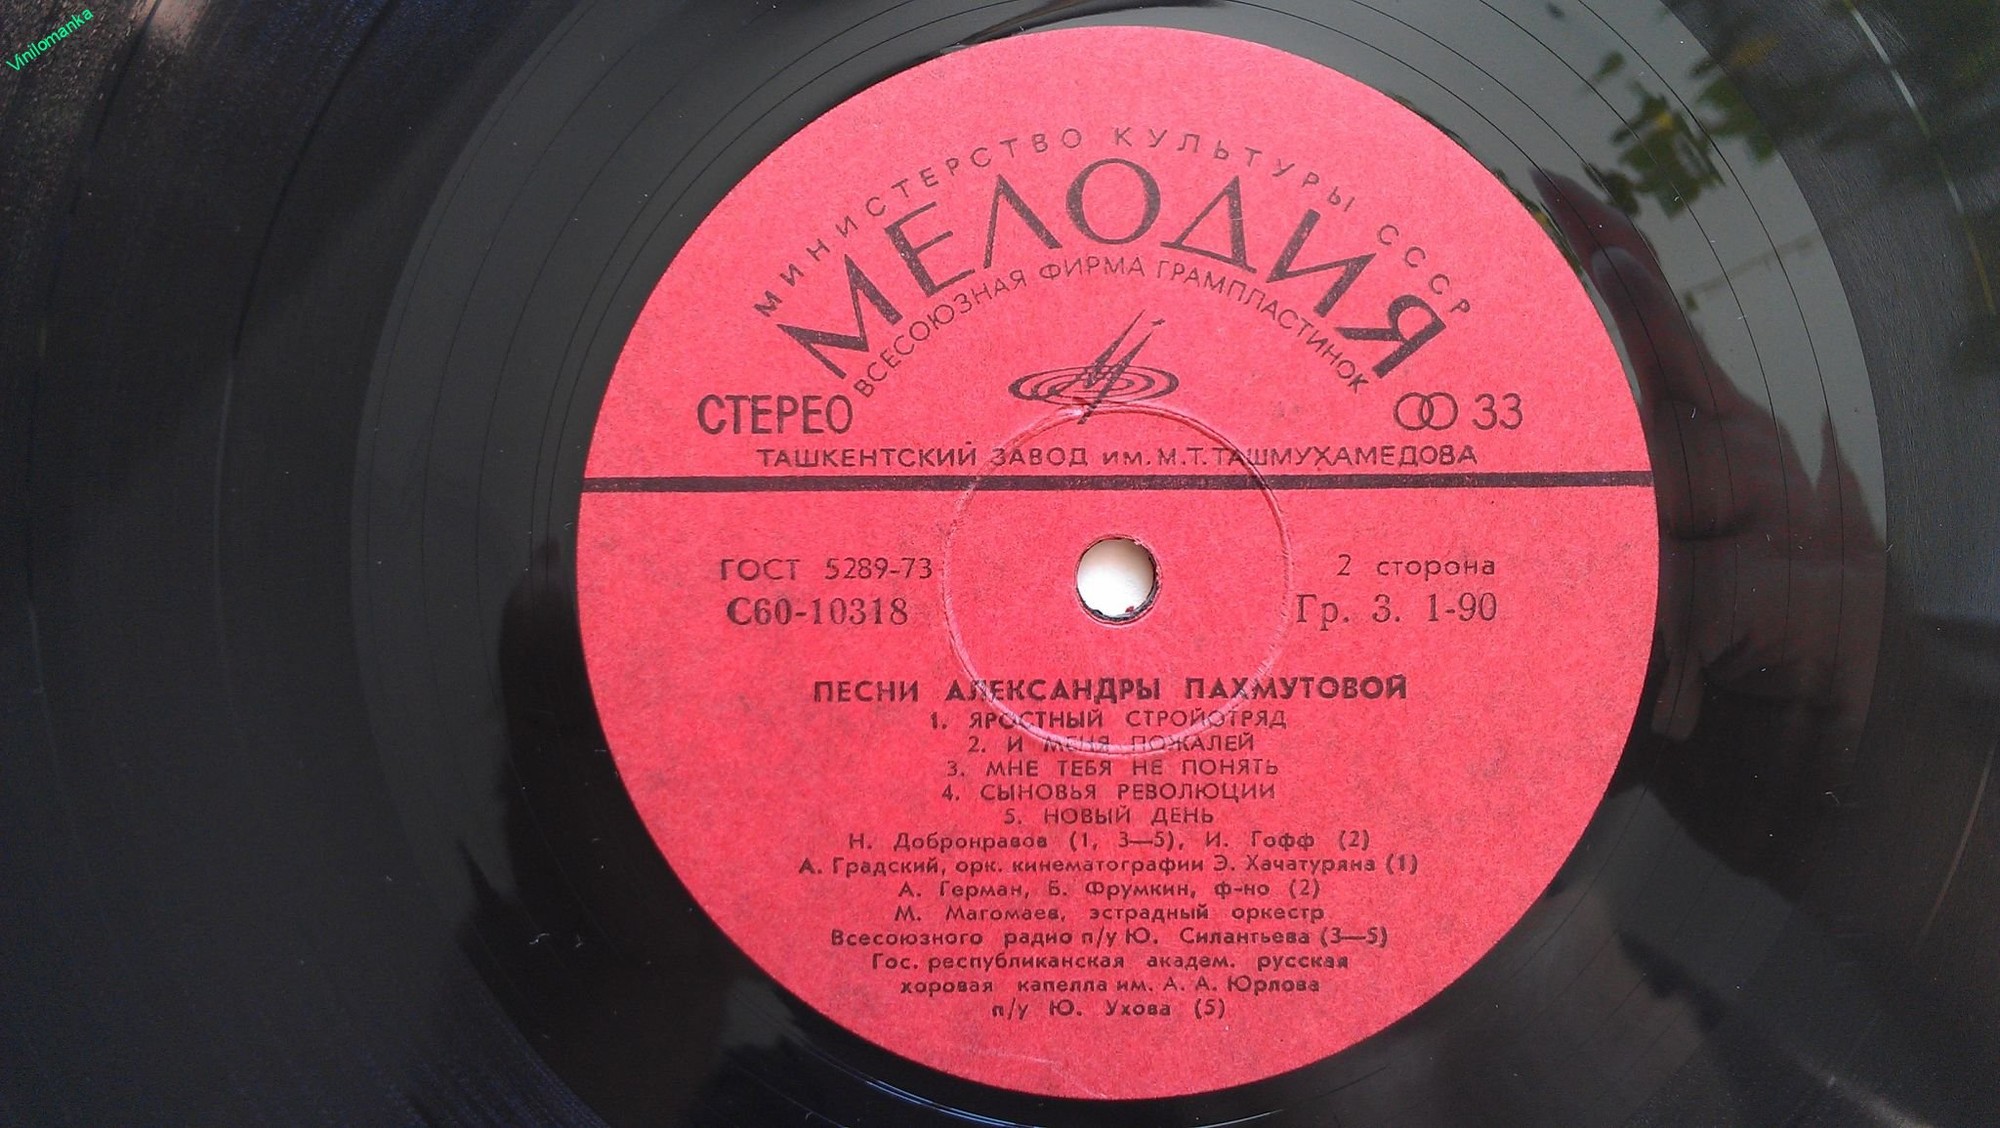 Vinilomanka
МИНИСТЕРСТВО КУЛЬТУРЫ СССР
МЕЛОДИЯ
ВСЕСОЮЗНАЯ ФИРМА ГРАМПЛАСТИНОК
СТЕРЕО 33
ТАШКЕНТСКИЙ ЗАВОД ИМ. М.Т. ТАШМУХАМЕДОВА
ГОСТ 5289-73 2 сторона
С60-10318 Гр. 3. 1-90
ПЕСНИ АЛЕКСАНДРЫ ПАХМУТОВОЙ
1. ЯРОСТНЫЙ СТРОЙОТРЯД
2. И МЕНЯ ПОЖАЛЕЙ
3. МНЕ ТЕБЯ НЕ ПОНЯТЬ
4. СЫНОВЬЯ РЕВОЛЮЦИИ
5. НОВЫЙ ДЕНЬ
Н. Добронравов (1, 3—5), И. Гофф (2)
А. Градский, орк. кинематографии Э. Хачатуряна (1)
А. Герман, Б. Фрумкин, ф-но (2)
М. Магомаев, эстрадный оркестр
Всесоюзного радио п/у Ю. Силантьева (3—5)
Гос. республиканская академ. русская
хоровая капелла им. А. А. Юрлова
п/у Ю. Ухова (5)